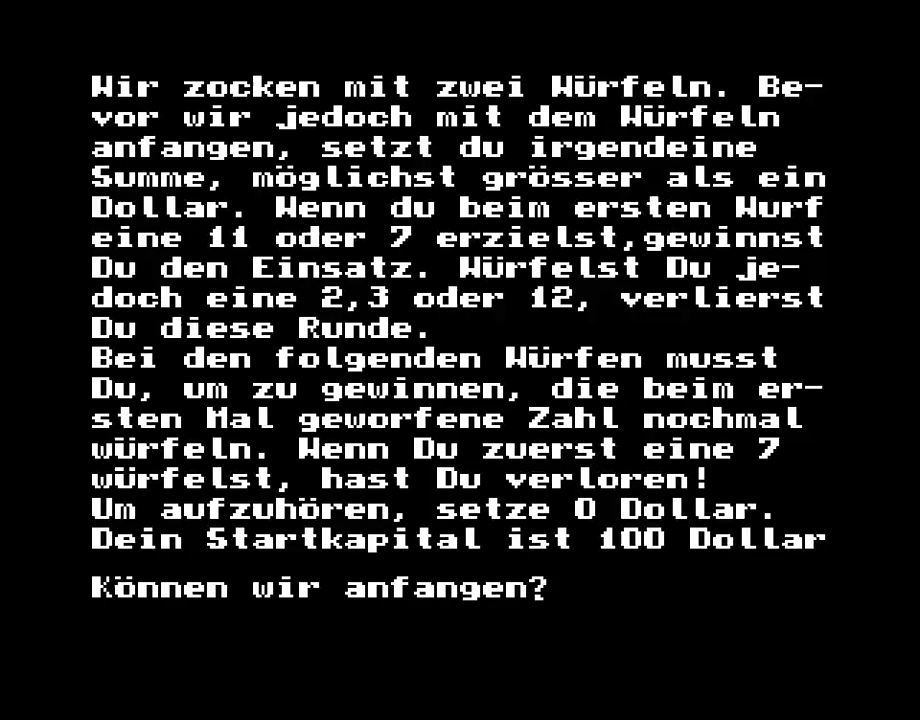 Wir zocken mit zwei Würfeln. Be-
vor wir jedoch mit dem Würfeln
anfangen, setzt du irgendeine
Summe, möglichst grösser als ein
Dollar. Wenn du beim ersten Wurf
eine 11 oder 7 erzielst,gewinnst
Du den Einsatz. Würfelst Du je-
doch eine 2,3 oder 12, verlierst
Du diese Runde.
Bei den folgenden Würfen musst
Du, um zu gewinnen, die beim er-
sten Mal geworfene Zahl nochmal
würfeln. Wenn Du zuerst eine 7
würfelst, hast Du verloren!
Um aufzuhören, setze 0 Dollar.
Dein Startkapital ist 100 Dollar
Können wir anfangen?